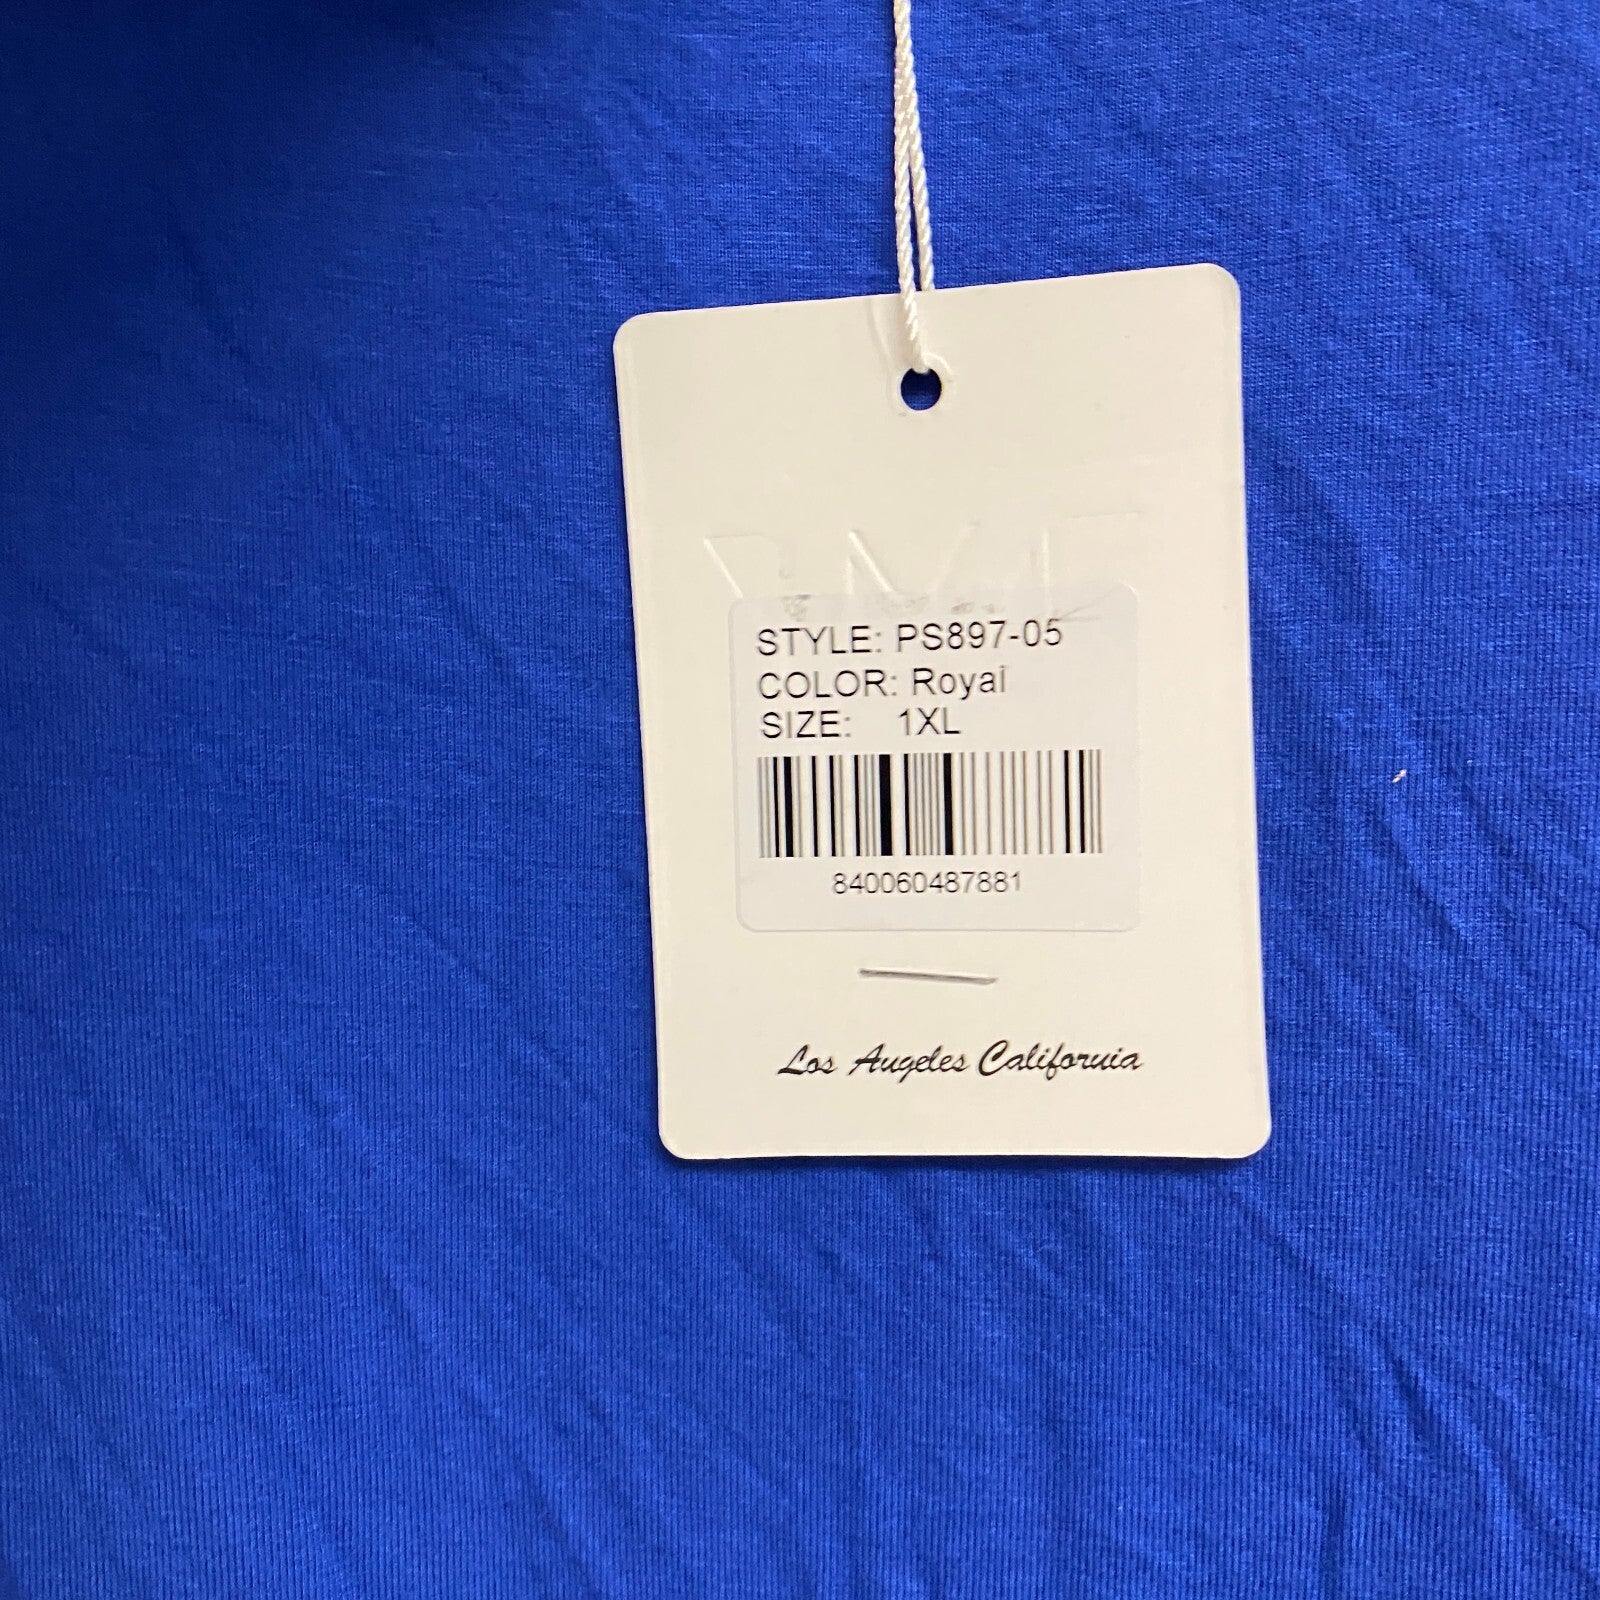 STYLE: PS897-05
COLOR: Royal
SIZE: 1XL
840060487881
Los Angeles California